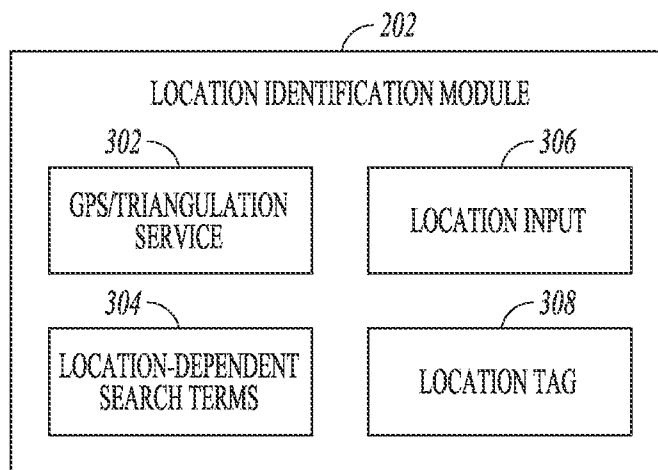 202
LOCATION IDENTIFICATION MODULE
302
GPS/TRIANGULATION
SERVICE
306
LOCATION INPUT
304
LOCATION-DEPENDENT
SEARCH TERMS
308
LOCATION TAG